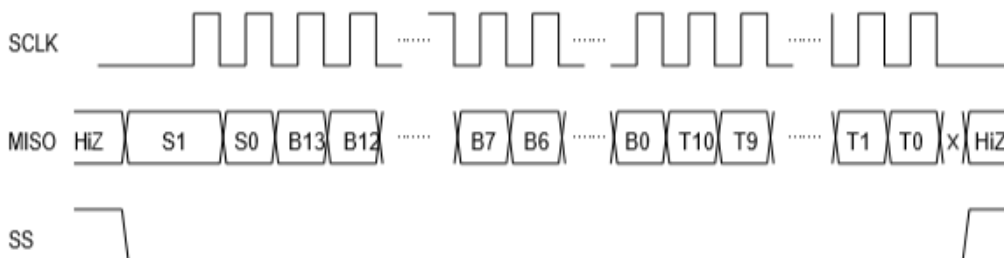 SCLK ....... ....... .......
MISO HiZ S1 S0 B13 B12 ....... B7 B6 ....... B0 T10 T9 ....... T1 T0 X HiZ
SS